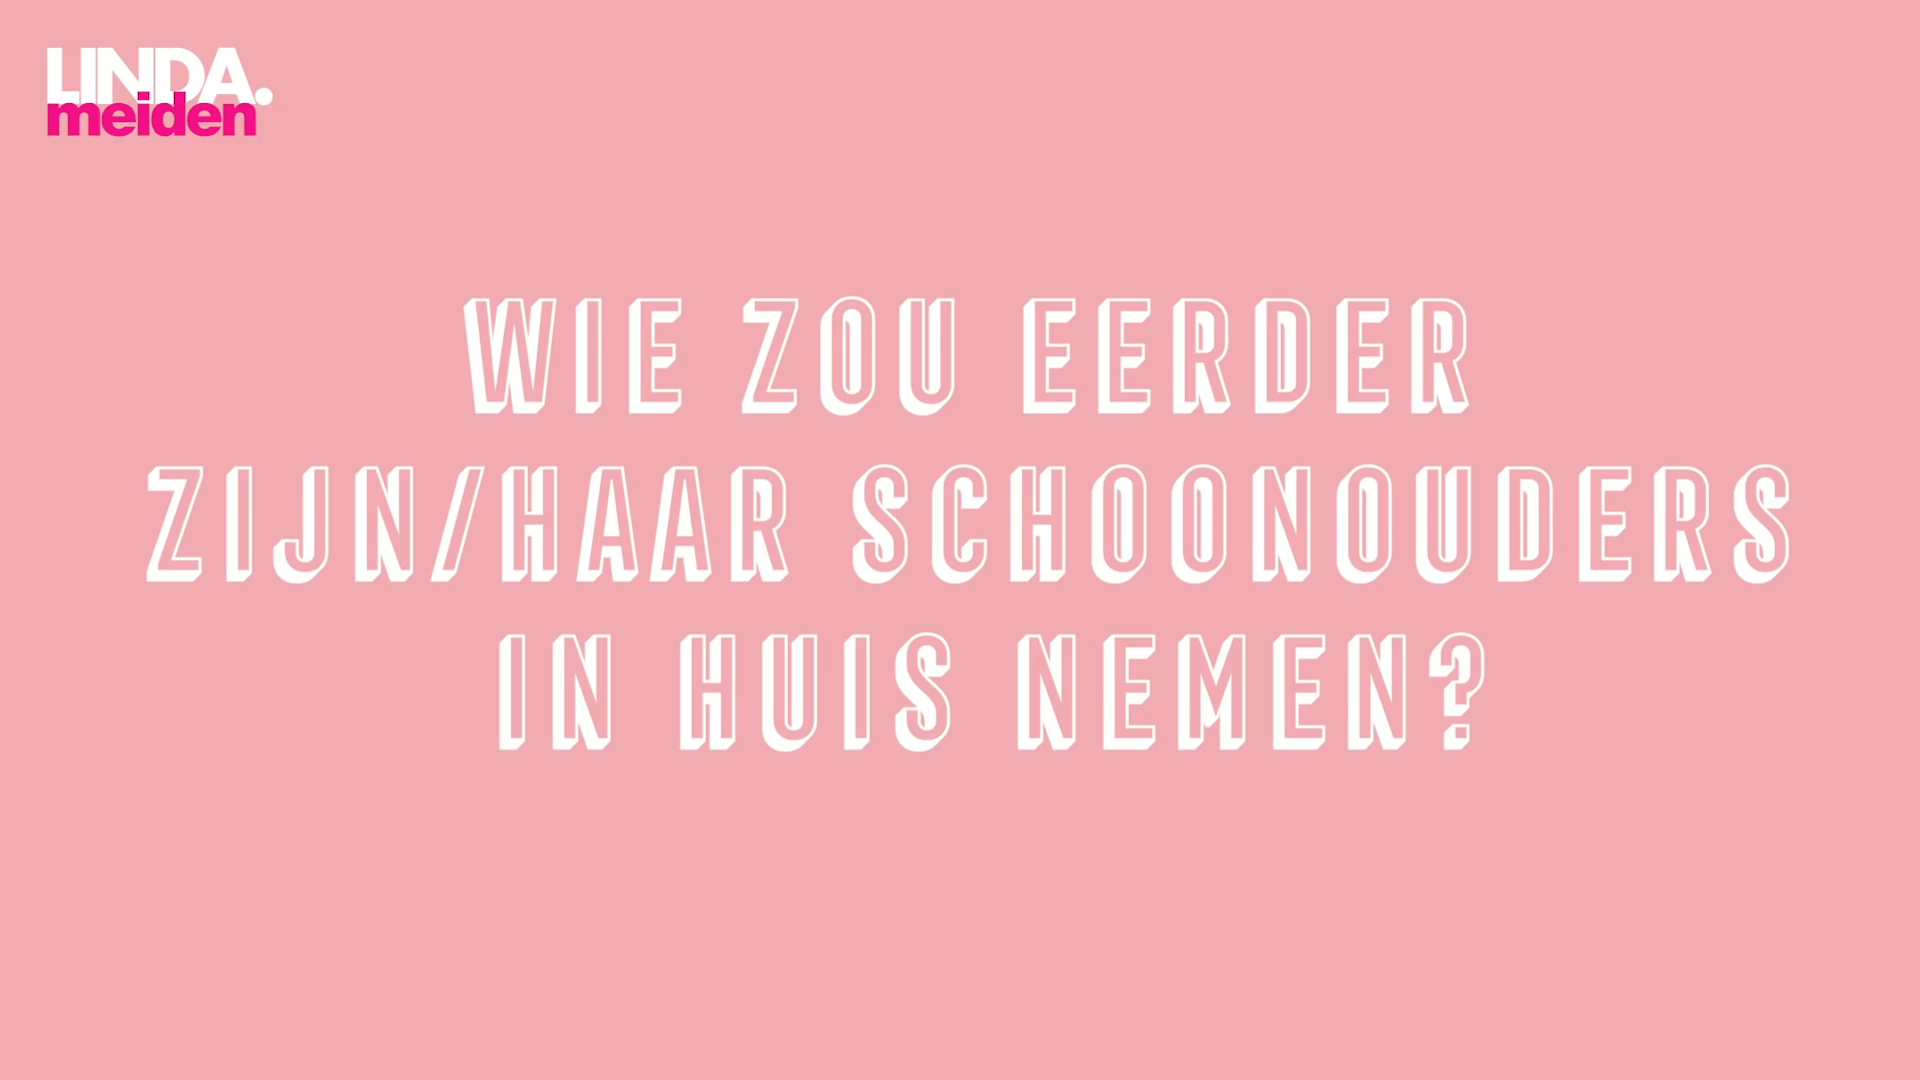 LINDA.
meiden
WIE ZOU EERDER
ZIJN/HAAR SCHOONOUDERS
IN HUIS NEMEN?